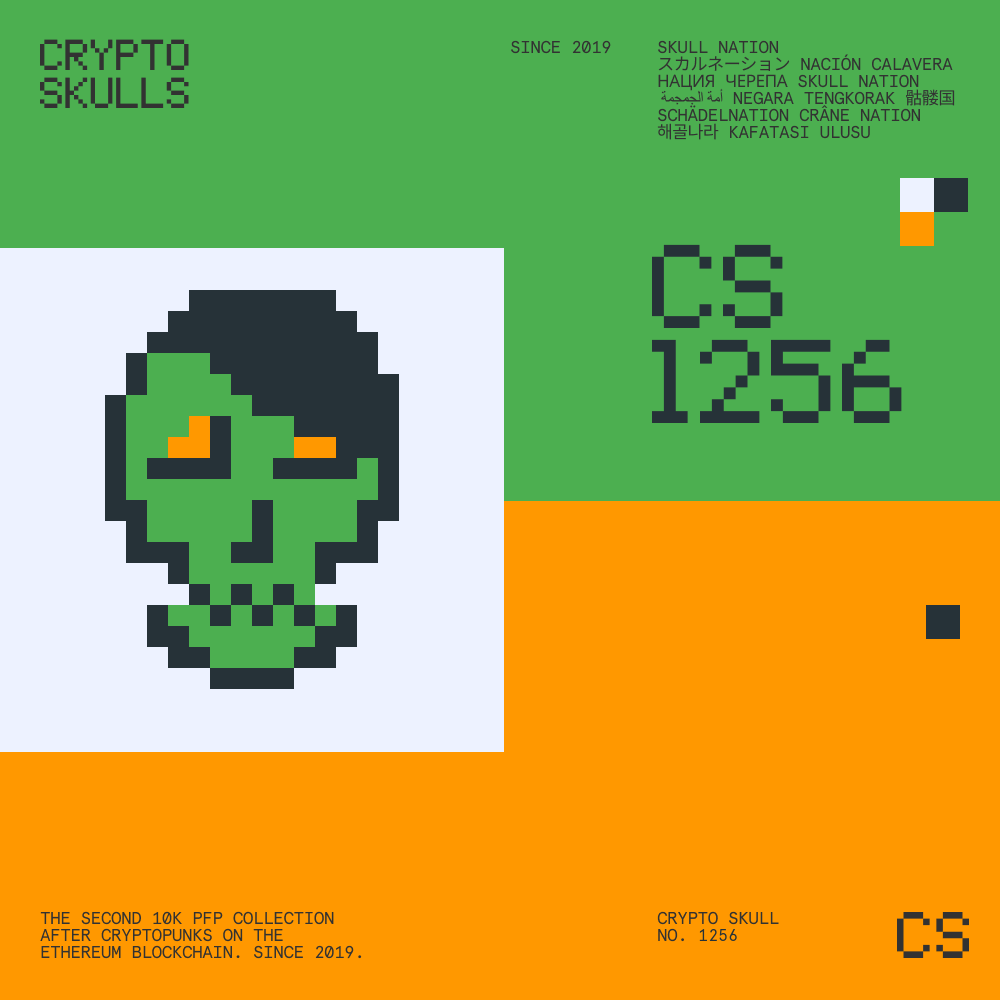 CRYPTO
SKULLS
SINCE 2019
SKULL NATION
スカルネーション NACIÓN CALAVERA
НАЦИЯ ЧЕРЕПА SKULL NATION
أمة الجمجمة NEGARA TENGKORAK 骷髅国
SCHÄDELNATION CRÂNE NATION
해골나라 KAFATASI ULUSU
CS
1256
THE SECOND 10K PFP COLLECTION
AFTER CRYPTOPUNKS ON THE
ETHEREUM BLOCKCHAIN. SINCE 2019.
CRYPTO SKULL
NO. 1256
CS